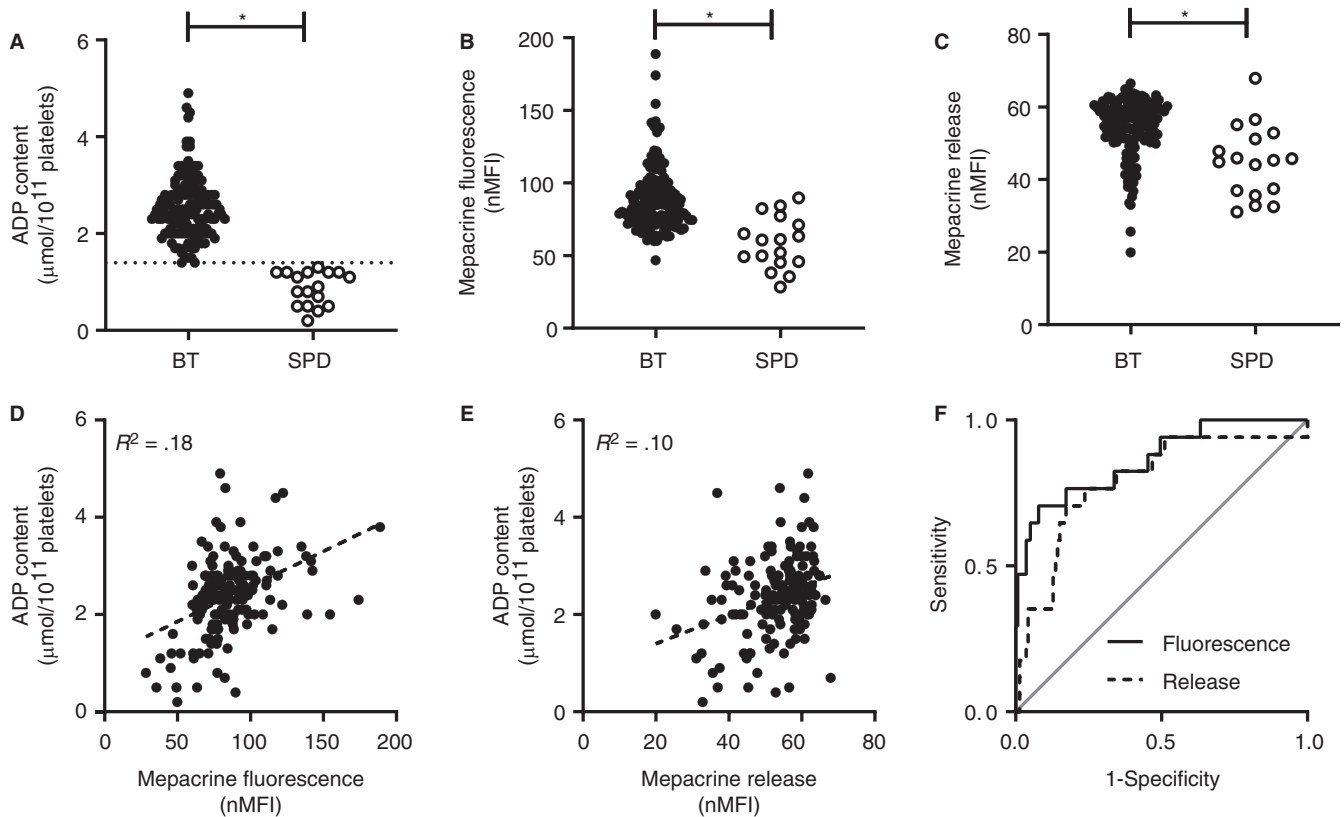 A
*
6
4
2
0
ADP content
(μmol/10¹¹ platelets)
BT
SPD
B
*
200
150
100
50
0
Mepacrine fluorescence
(nMFI)
BT
SPD
C
*
80
60
40
20
0
Mepacrine release
(nMFI)
BT
SPD
D
R² = .18
6
4
2
0
ADP content
(μmol/10¹¹ platelets)
0 50 100 150 200
Mepacrine fluorescence
(nMFI)
E
R² = .10
6
4
2
0
ADP content
(μmol/10¹¹ platelets)
0 20 40 60 80
Mepacrine release
(nMFI)
F
1.0
0.5
0.0
Sensitivity
Fluorescence
Release
0.0 0.5 1.0
1-Specificity